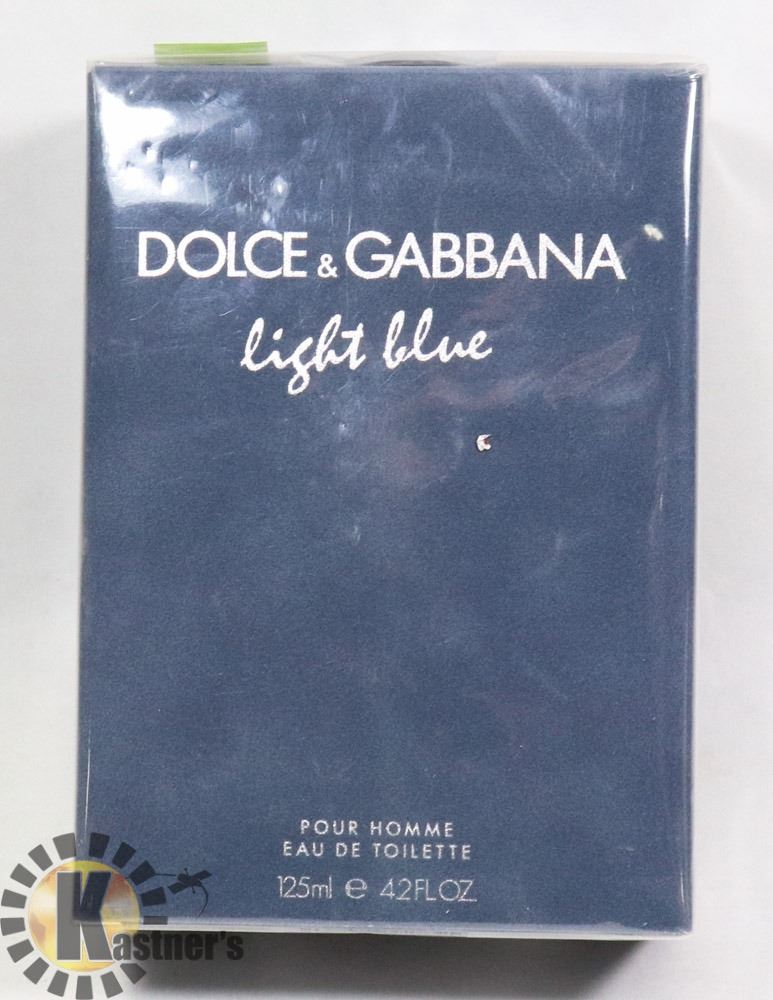 DOLCE & GABBANA
light blue
POUR HOMME
EAU DE TOILETTE
125ml e 4.2FL.OZ.
Kastner's